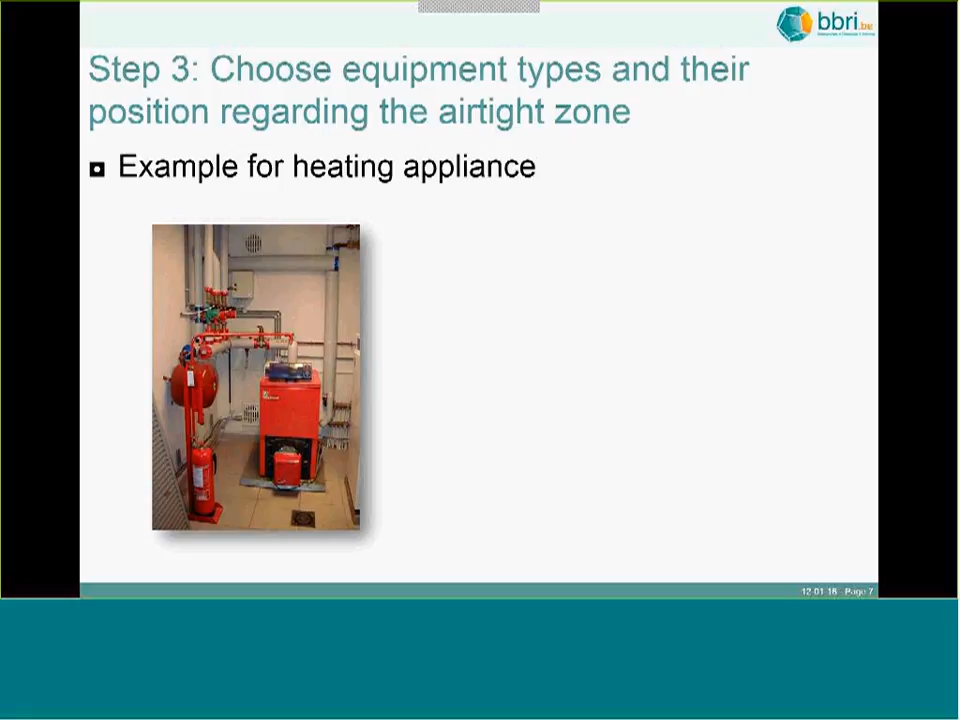 bbri.be
Step 3: Choose equipment types and their
position regarding the airtight zone
Example for heating appliance
12-01-16 - Page 7